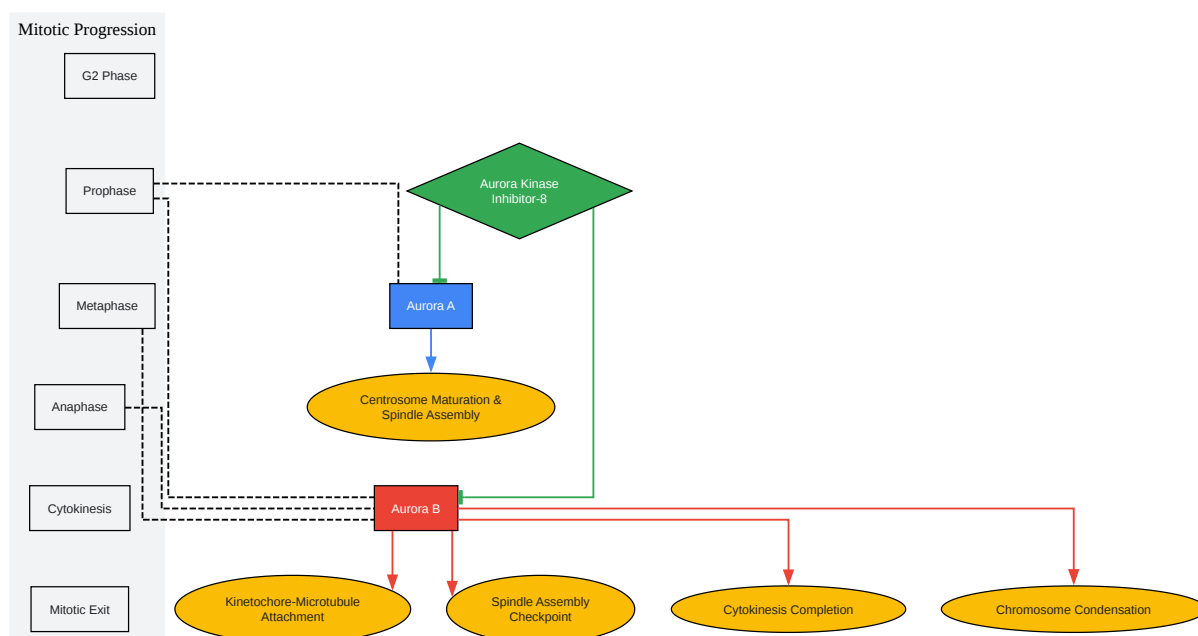 Mitotic Progression
G2 Phase
Prophase
Aurora Kinase
Inhibitor-8
Metaphase
Aurora A
Anaphase
Centrosome Maturation &
Spindle Assembly
Cytokinesis
Aurora B
Mitotic Exit
Kinetochore-Microtubule
Attachment
Spindle Assembly
Checkpoint
Cytokinesis Completion
Chromosome Condensation